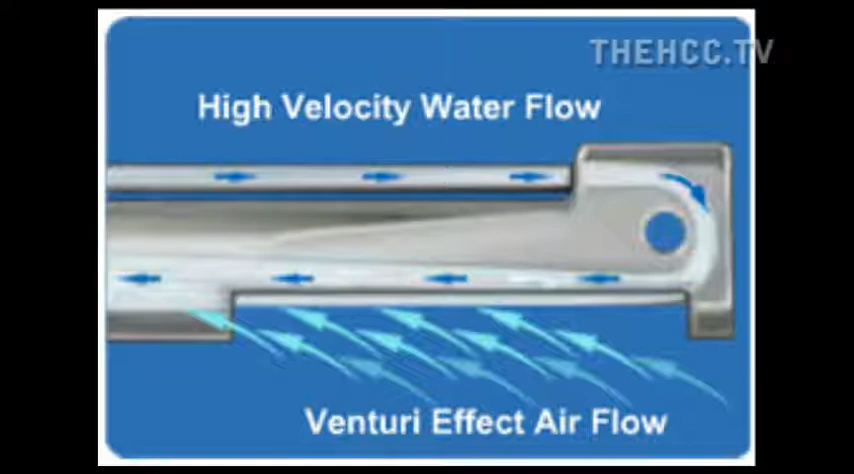 THEHCC.TV
High Velocity Water Flow
Venturi Effect Air Flow